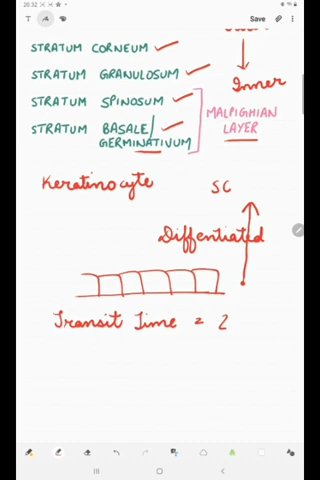 20:32
Save
STRATUM CORNEUM
Inner
STRATUM GRANULOSUM
STRATUM SPINOSUM
MALPIGHIAN
LAYER
STRATUM BASALE/
GERMINATIVUM
Keratinocyte
SC
Diffentiated
Transit Time = 2